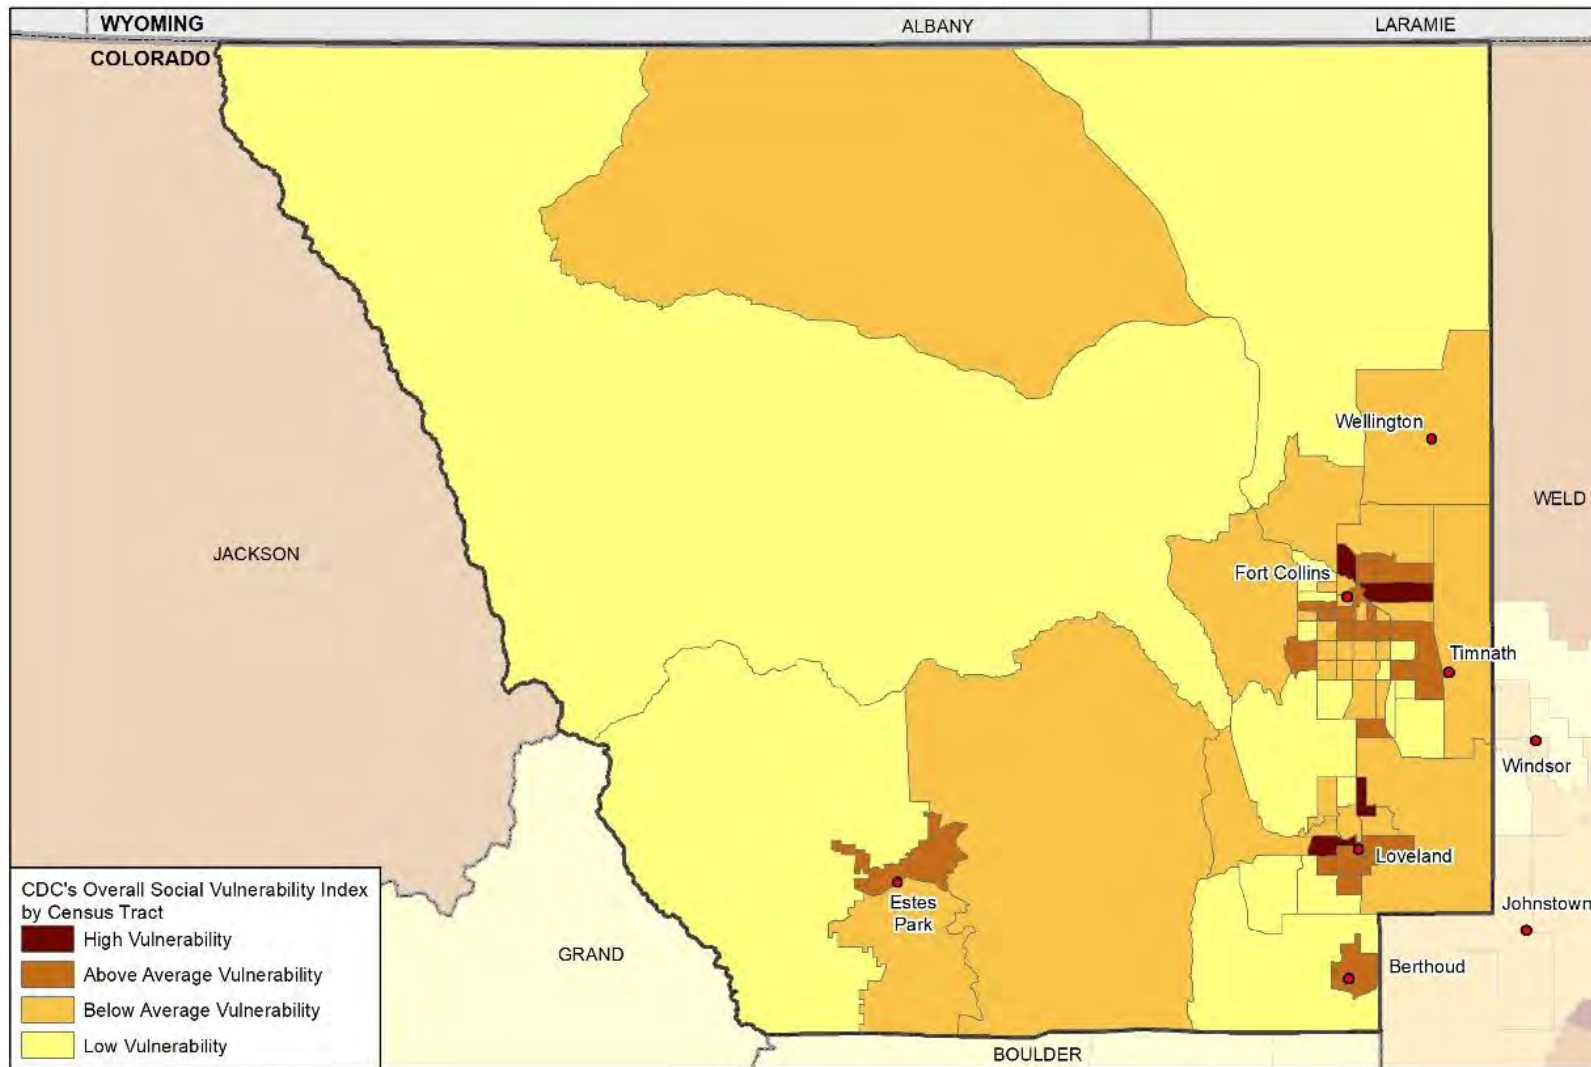 WYOMING
ALBANY
LARAMIE
COLORADO
Wellington
WELD
JACKSON
Fort Collins
Timnath
Windsor
Loveland
CDC's Overall Social Vulnerability Index
by Census Tract
High Vulnerability
Above Average Vulnerability
Below Average Vulnerability
Low Vulnerability
Estes
Park
Johnstown
GRAND
Berthoud
BOULDER